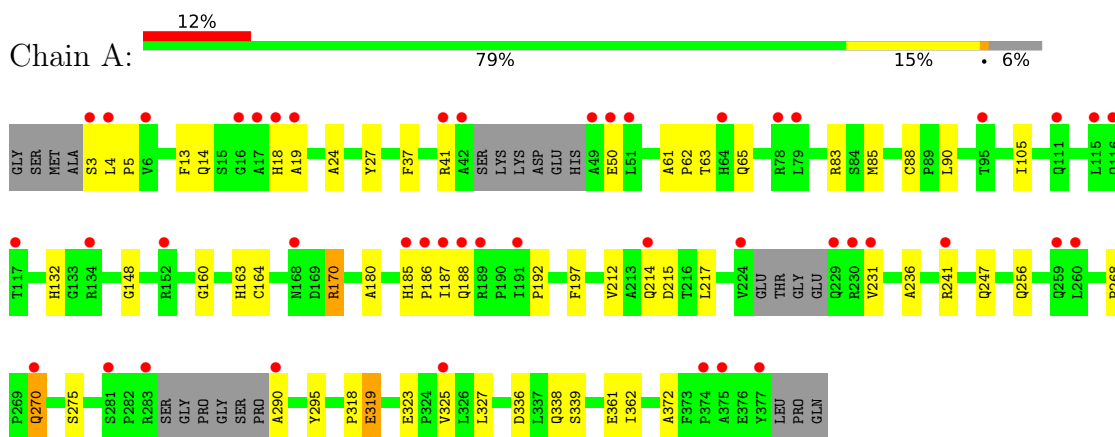 12%
Chain A:
79% 15% • 6%
GLY SER MET ALA S3 L4 P5 V6 F13 Q14 S15 G16 A17 H18 A19 A24 Y27 F37 R41 A42 SER LYS LYS ASP GLU HIS A49 E50 L51 A61 P62 T63 H64 Q65 R78 L79 R83 S84 M85 C88 P89 L90 T95 I105 Q111 L115 Q116
T117 H132 G133 R134 G148 R152 G160 H163 C164 N168 D169 R170 A180 H185 P186 I187 Q188 R189 P190 I191 P192 F197 V212 A213 Q214 D215 T216 L217 V224 GLU THR GLY GLU Q229 R230 V231 A236 R241 Q247 Q256 Q259 L260
P269 Q270 S275 S281 P282 R283 SER GLY PRO GLY SER PRO A290 Y295 P318 E319 E323 P324 V325 L326 L327 D336 L337 Q338 S339 E361 I362 A372 F373 P374 A375 E376 Y377 LEU PRO GLN